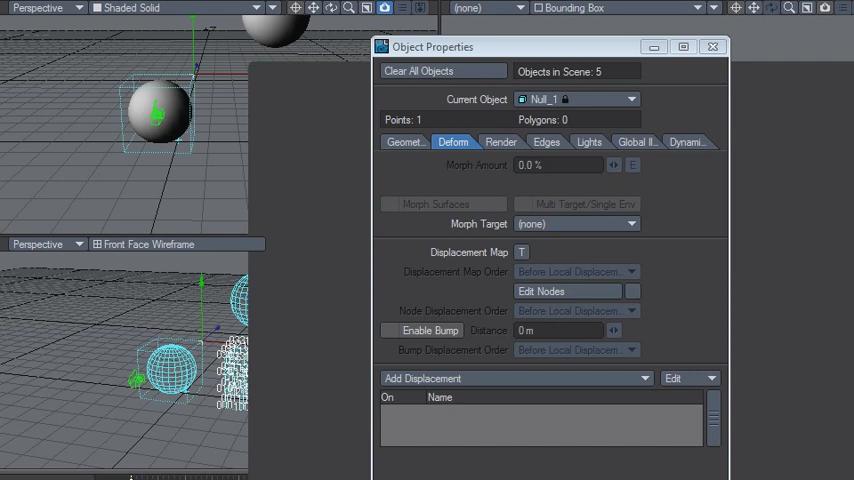 Perspective Shaded Solid (none) Bounding Box
Object Properties
Clear All Objects Objects in Scene: 5
Current Object Null_1
Points: 1 Polygons: 0
Geomet... Deform Render Edges Lights Global Il... Dynami...
Morph Amount 0.0 % E
Morph Surfaces Multi Target/Single Env
Morph Target (none)
Perspective Front Face Wireframe
Displacement Map T
Displacement Map Order Before Local Displacem...
Edit Nodes
Node Displacement Order Before Local Displacem...
Enable Bump Distance 0 m
Bump Displacement Order Before Local Displacem...
Add Displacement Edit
On Name